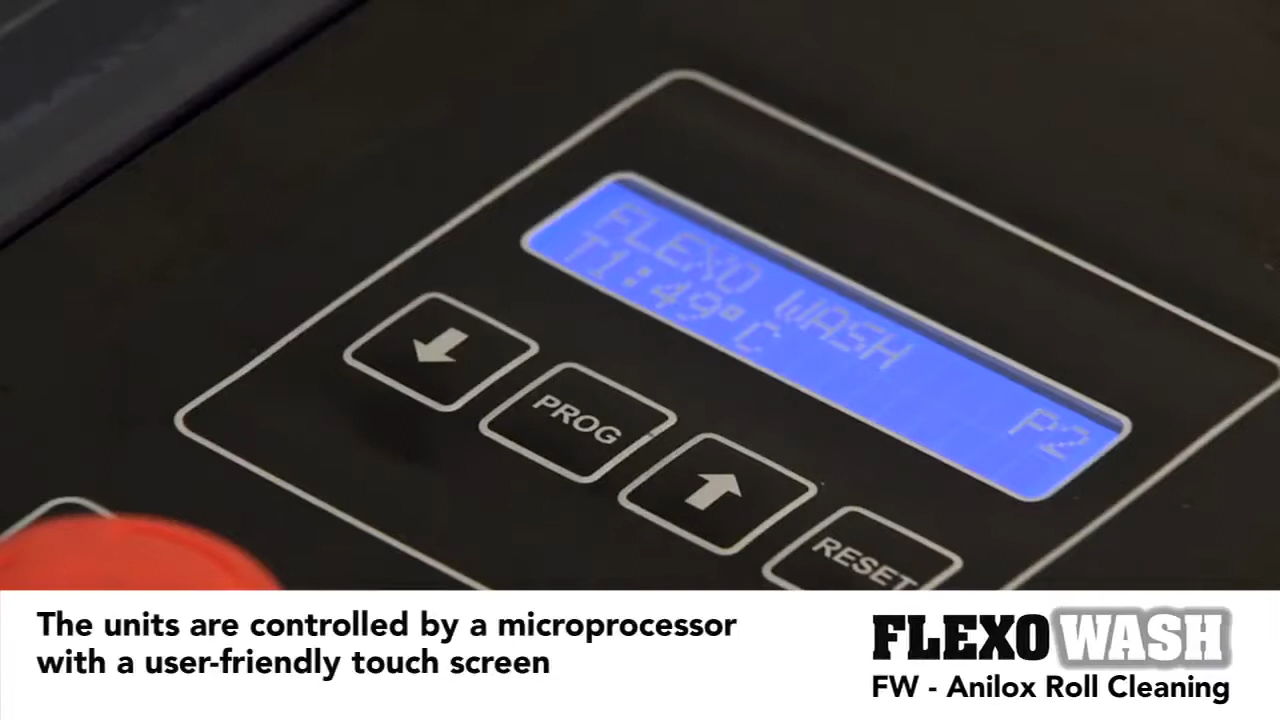 FLEXO WASH
T1:49°C P2
PROG
RESET
The units are controlled by a microprocessor
with a user-friendly touch screen
FLEXO WASH
FW - Anilox Roll Cleaning